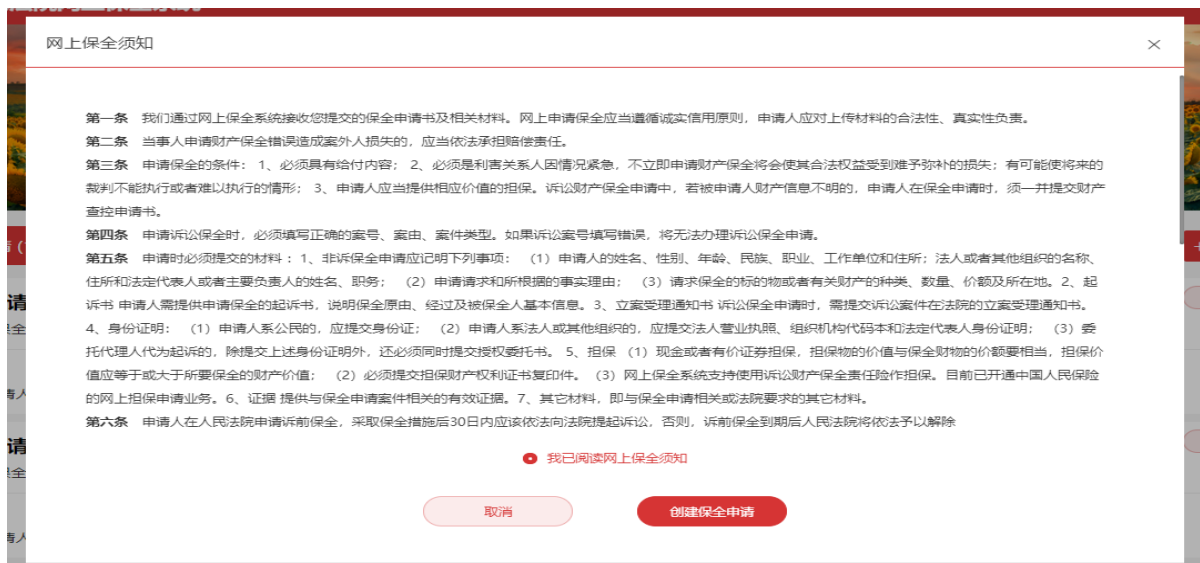 网上保全须知
第一条 我们通过网上保全系统接收您提交的保全申请书及相关材料。网上申请保全应当遵循诚实信用原则，申请人应对上传材料的合法性、真实性负责。
第二条 当事人申请财产保全错误造成案外人损失的，应当依法承担赔偿责任。
第三条 申请保全的条件：1、必须具有给付内容；2、必须是利害关系人因情况紧急，不立即申请财产保全将会使其合法权益受到难予弥补的损失；有可能使将来的
裁判不能执行或者难以执行的情形；3、申请人应当提供相应价值的担保。诉讼财产保全申请中，若被申请人财产信息不明的，申请人在保全申请时，须一并提交财产
查控申请书。
第四条 申请诉讼保全时，必须填写正确的案号、案由、案件类型。如果诉讼案号填写错误，将无法办理诉讼保全申请。
第五条 申请时必须提交的材料：1、非诉保全申请应记明下列事项：（1）申请人的姓名、性别、年龄、民族、职业、工作单位和住所；法人或者其他组织的名称、
住所和法定代表人或者主要负责人的姓名、职务；（2）申请请求和所根据的事实理由；（3）请求保全的标的物或者有关财产的种类、数量、价额及所在地。2、起
诉书 申请人需提供申请保全的起诉书，说明保全原由、经过及被保全人基本信息。3、立案受理通知书 诉讼保全申请时，需提交诉讼案件在法院的立案受理通知书。
4、身份证明：（1）申请人系公民的，应提交身份证；（2）申请人系法人或其他组织的，应提交法人营业执照、组织机构代码本和法定代表人身份证明；（3）委
托代理人代为起诉的，除提交上述身份证明外，还必须同时提交授权委托书。5、担保（1）现金或者有价证券担保，担保物的价值与保全财物的价额要相当，担保价
值应等于或大于所要保全的财产价值；（2）必须提交担保财产权利证书复印件。（3）网上保全系统支持使用诉讼财产保全责任险作担保。目前已开通中国人民保险
的网上担保申请业务。6、证据 提供与保全申请案件相关的有效证据。7、其它材料，即与保全申请相关或法院要求的其它材料。
第六条 申请人在人民法院申请诉前保全，采取保全措施后30日内应该依法向法院提起诉讼，否则，诉前保全到期后人民法院将依法予以解除
我已阅读网上保全须知
取消
创建保全申请